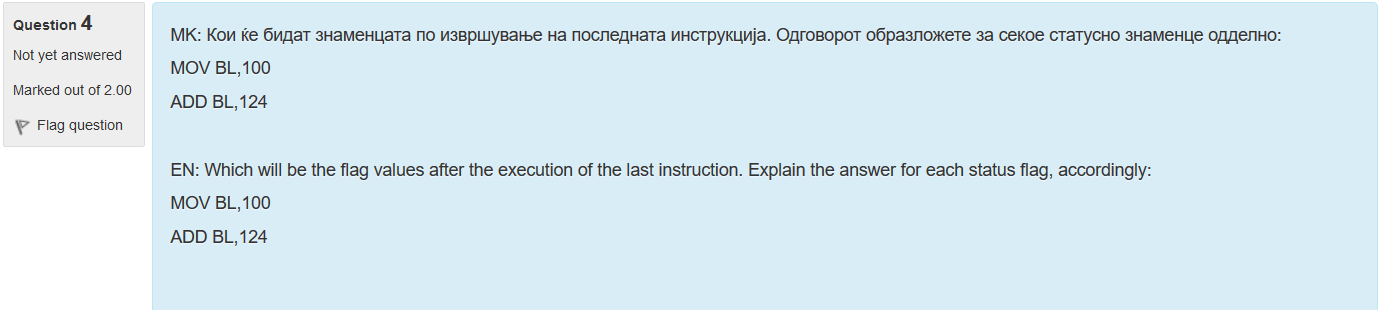 Question 4
Not yet answered
Marked out of 2.00
Flag question
MK: Кои ќе бидат знаменцата по извршување на последната инструкција. Одговорот образложете за секое статусно знаменце одделно:
MOV BL,100
ADD BL,124
EN: Which will be the flag values after the execution of the last instruction. Explain the answer for each status flag, accordingly:
MOV BL,100
ADD BL,124